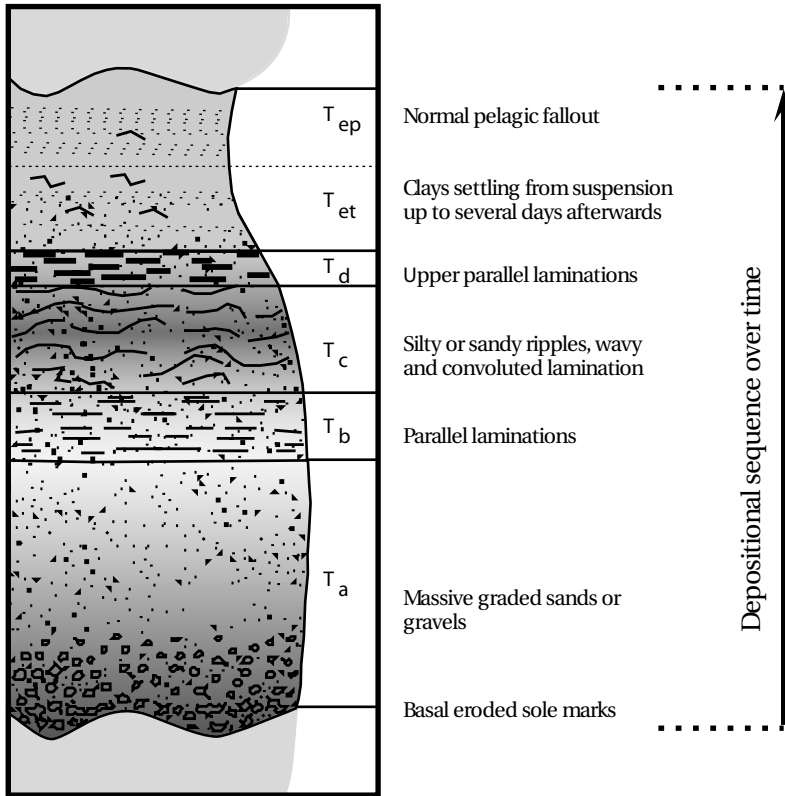 T ep
Normal pelagic fallout
T et
Clays settling from suspension
up to several days afterwards
T d
Upper parallel laminations
T c
Silty or sandy ripples, wavy
and convoluted lamination
T b
Parallel laminations
T a
Massive graded sands or
gravels
Basal eroded sole marks
Depositional sequence over time